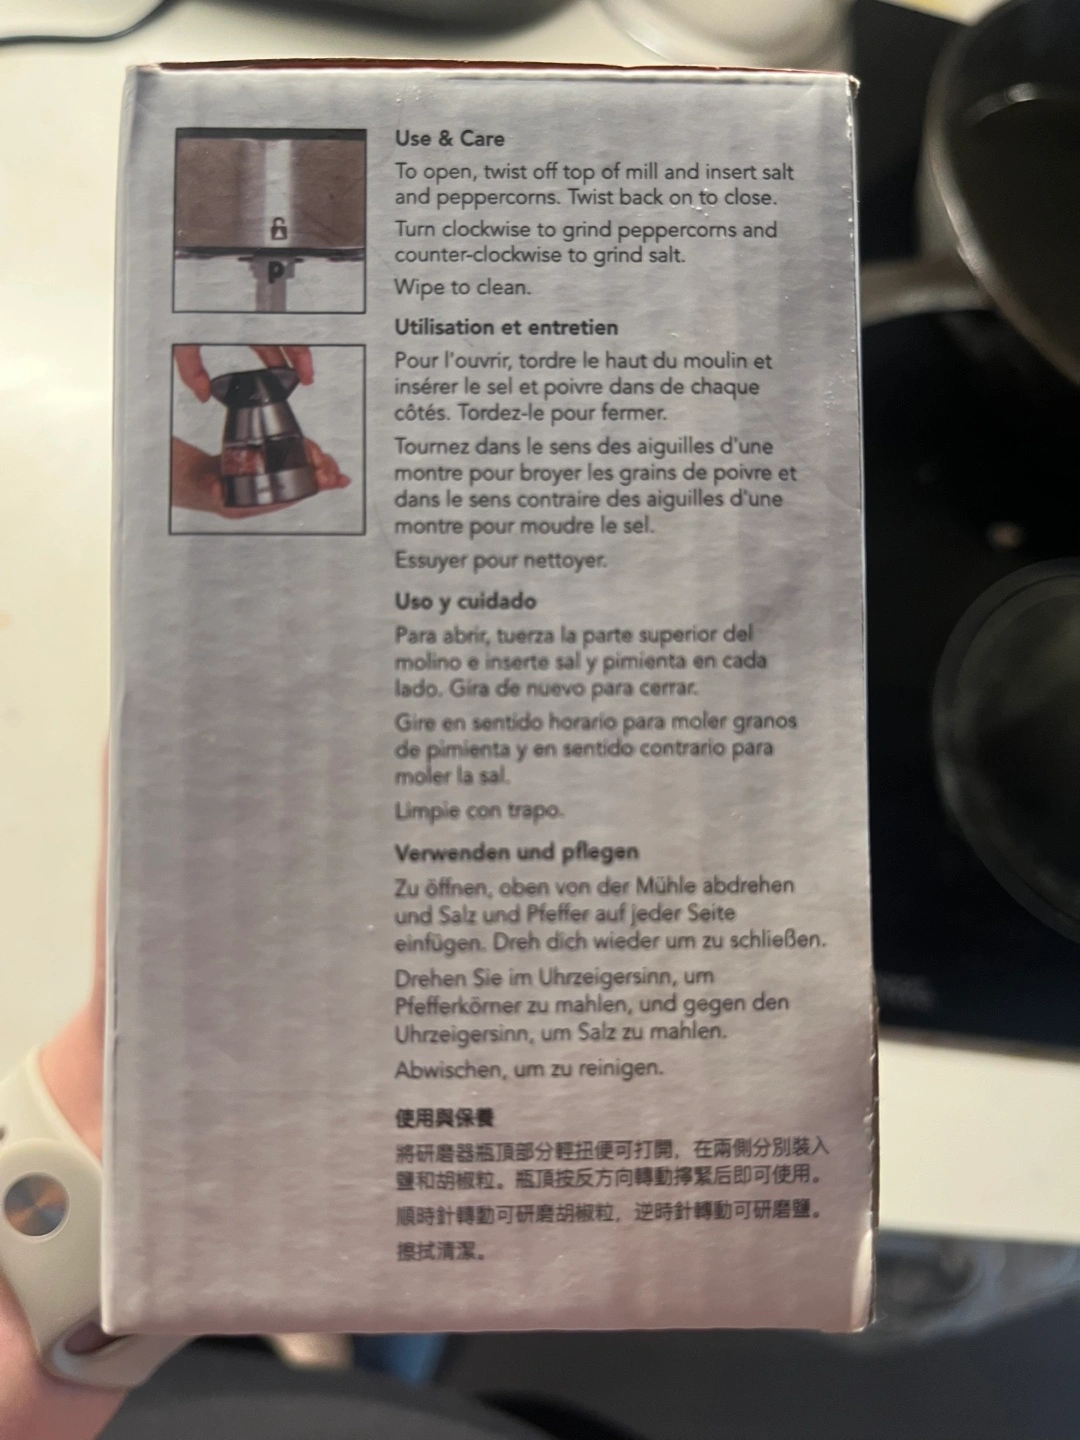 P
Use & Care
To open, twist off top of mill and insert salt
and peppercorns. Twist back on to close.
Turn clockwise to grind peppercorns and
counter-clockwise to grind salt.
Wipe to clean.
Utilisation et entretien
Pour l'ouvrir, tordre le haut du moulin et
insérer le sel et poivre dans de chaque
côtés. Tordez-le pour fermer.
Tournez dans le sens des aiguilles d'une
montre pour broyer les grains de poivre et
dans le sens contraire des aiguilles d'une
montre pour moudre le sel.
Essuyer pour nettoyer.
Uso y cuidado
Para abrir, tuerza la parte superior del
molino e inserte sal y pimienta en cada
lado. Gira de nuevo para cerrar.
Gire en sentido horario para moler granos
de pimienta y en sentido contrario para
moler la sal.
Limpie con trapo.
Verwenden und pflegen
Zu öffnen, oben von der Mühle abdrehen
und Salz und Pfeffer auf jeder Seite
einfügen. Dreh dich wieder um zu schließen.
Drehen Sie im Uhrzeigersinn, um
Pfefferkörner zu mahlen, und gegen den
Uhrzeigersinn, um Salz zu mahlen.
Abwischen, um zu reinigen.
使用與保養
將研磨器瓶頂部分輕扭便可打開，在兩側分別裝入
鹽和胡椒粒。瓶頂按反方向轉動擰緊后即可使用。
順時針轉動可研磨胡椒粒，逆時針轉動可研磨鹽。
擦拭清潔。